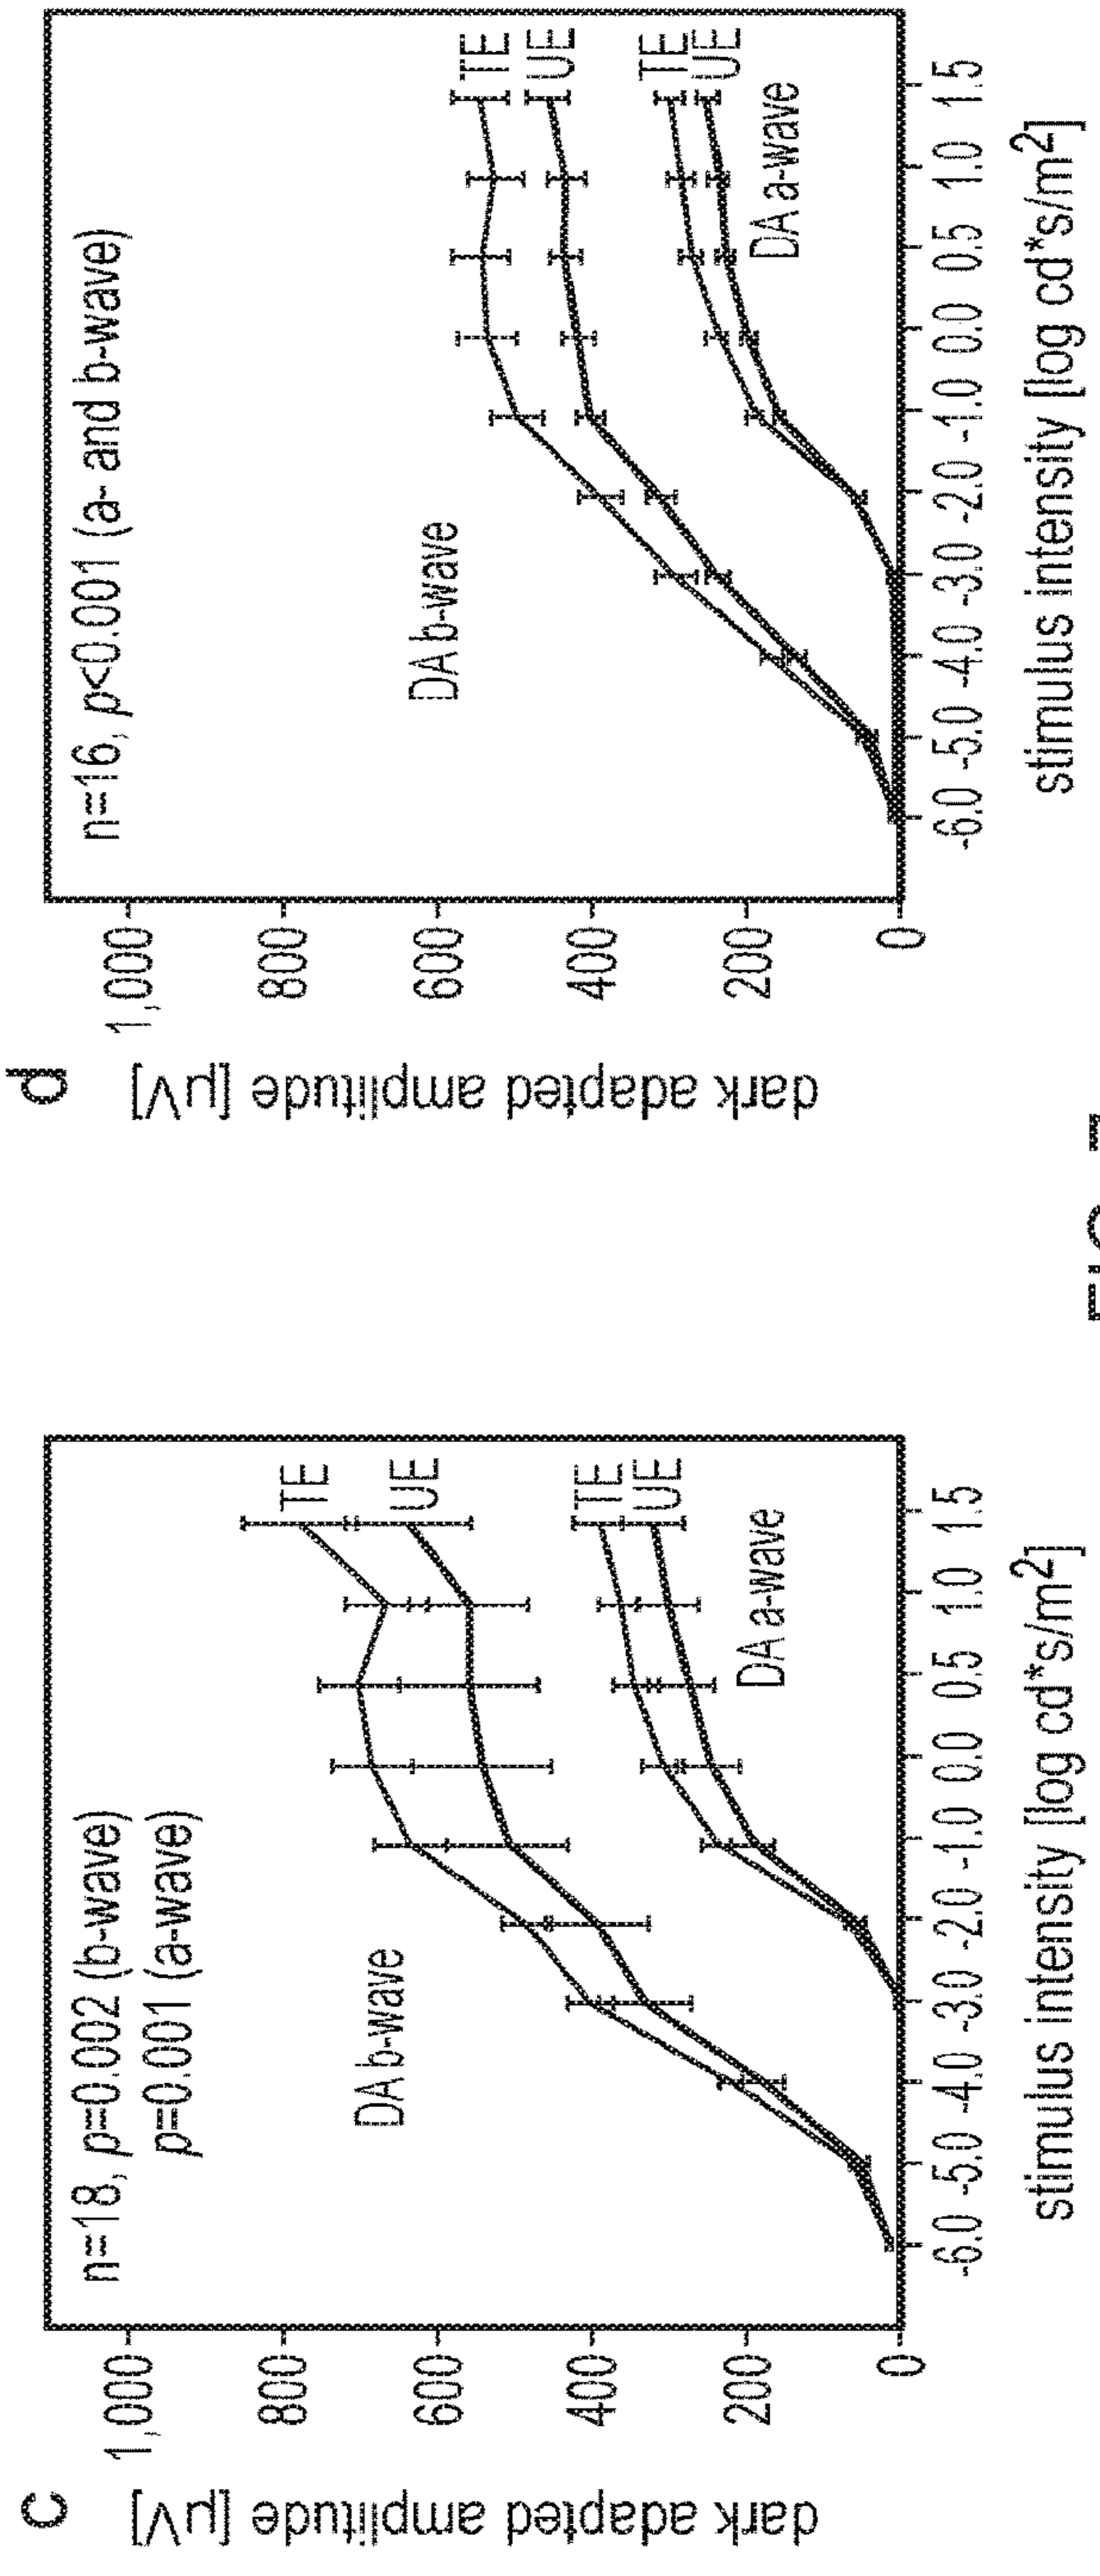 c
n=18, p=0.002 (b-wave)
p=0.001 (a-wave)
1,000
800
600
400
200
0
dark adapted amplitude [µV]
DA b-wave
TE
UE
TE
UE
DA a-wave
-6.0 -5.0 -4.0 -3.0 -2.0 -1.0 0.0 0.5 1.0 1.5
stimulus intensity [log cd*s/m²]
d
n=16, p<0.001 (a- and b-wave)
1,000
800
600
400
200
0
dark adapted amplitude [µV]
DA b-wave
TE
UE
TE
UE
DA a-wave
-6.0 -5.0 -4.0 -3.0 -2.0 -1.0 0.0 0.5 1.0 1.5
stimulus intensity [log cd*s/m²]